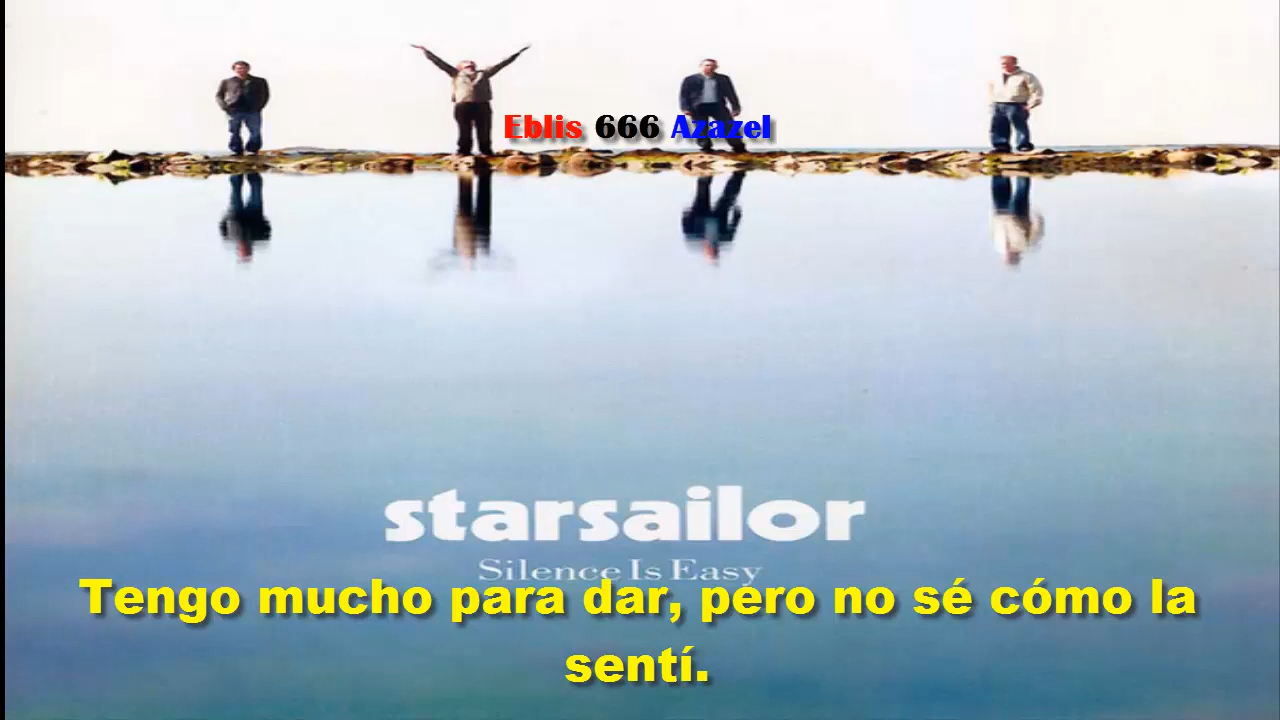 Eblis 666 Azazel
starsailor
Silence Is Easy
Tengo mucho para dar, pero no sé cómo la
sentí.